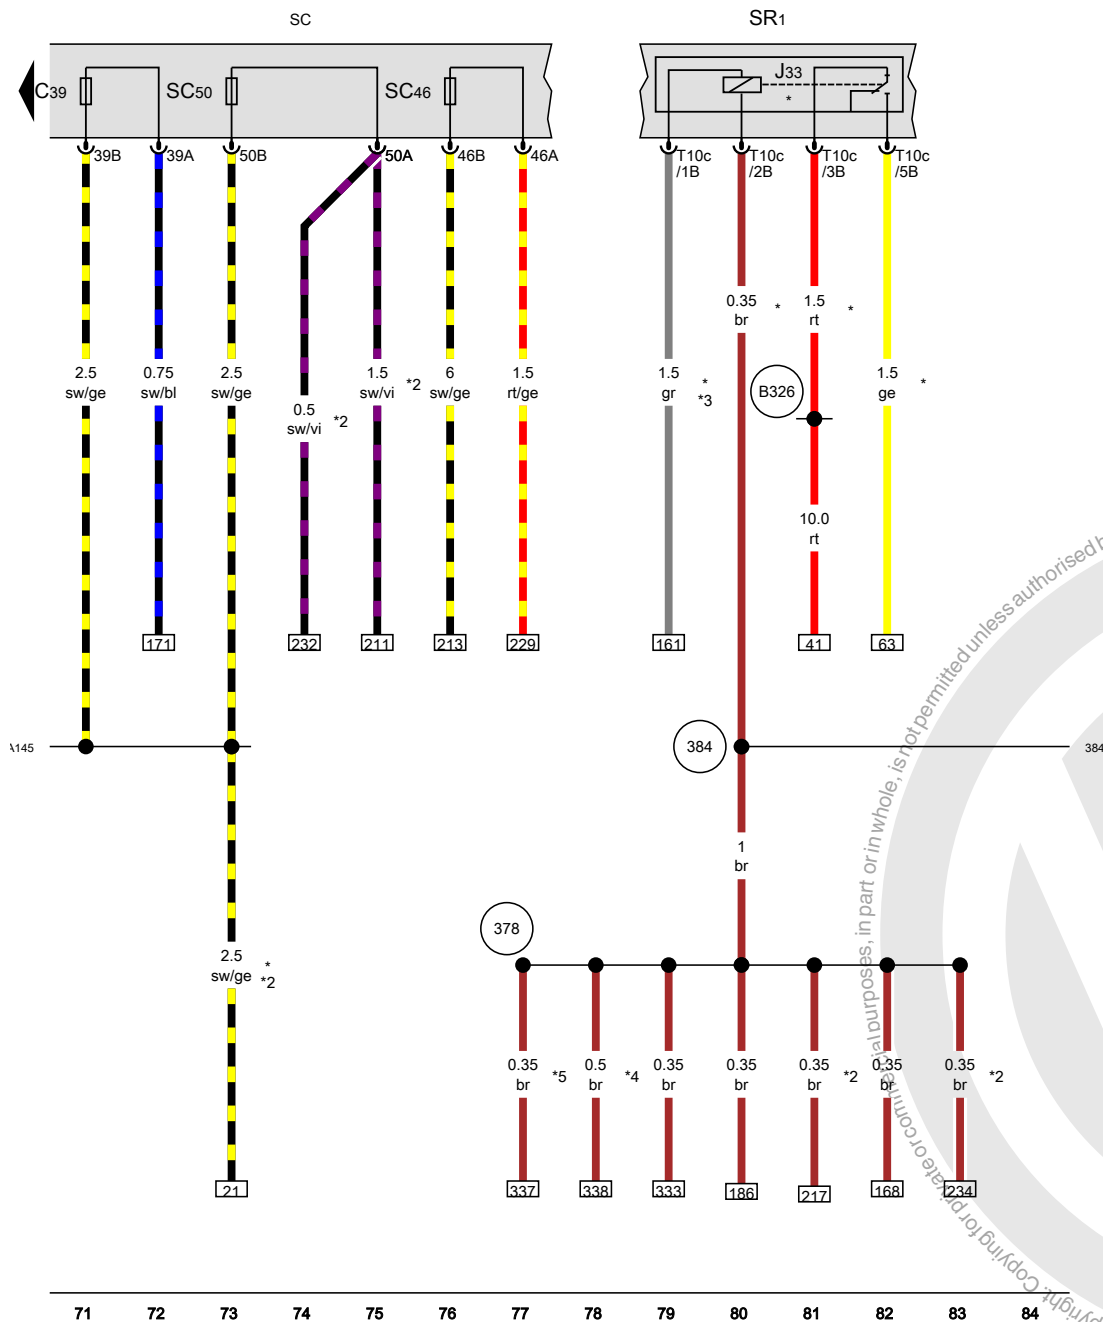 SC
SR1
C39
SC50
SC46
J33
*
39B
39A
50B
50A
46B
46A
T10c
/1B
T10c
/2B
T10c
/3B
T10c
/5B
0.35
br
*
1.5
rt
*
2.5
sw/ge
0.75
sw/bl
2.5
sw/ge
0.5
sw/vi
*2
1.5
sw/vi
*2
6
sw/ge
1.5
rt/ge
1.5
gr
*
*3
B326
1.5
ge
*
10.0
rt
171
232
211
213
229
161
41
63
A145
384
384
1
br
378
2.5
sw/ge
*
*2
0.35
br
*5
0.5
br
*4
0.35
br
0.35
br
0.35
br
*2
0.35
br
0.35
br
*2
21
337
338
333
186
217
168
234
71 72 73 74 75 76 77 78 79 80 81 82 83 84
Copying for private or commercial purposes, in part or in whole, is not permitted unless authorised